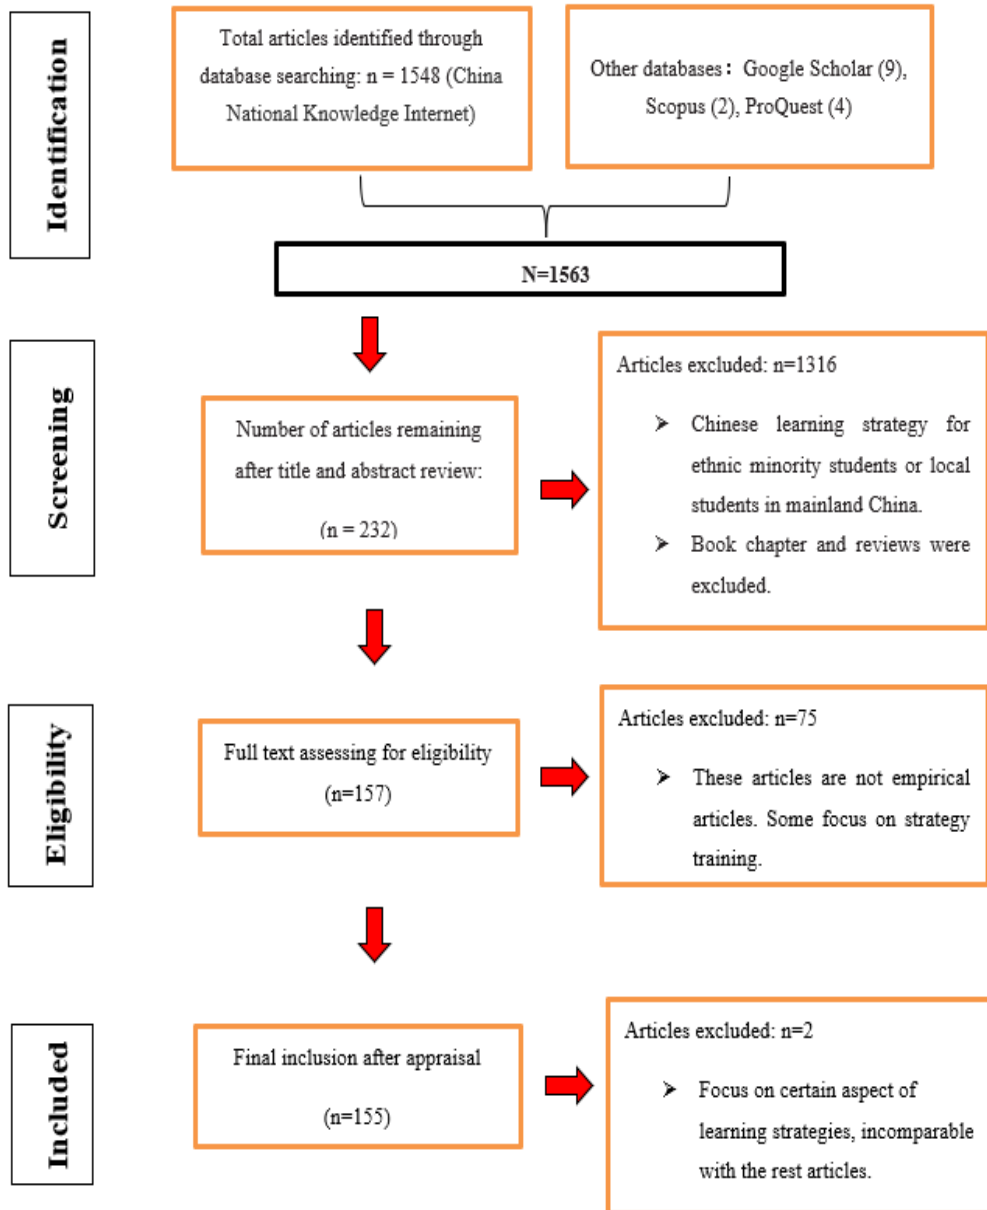 Identification
Total articles identified through
database searching: n = 1548 (China
National Knowledge Internet)
Other databases：Google Scholar (9),
Scopus (2), ProQuest (4)
N=1563
Screening
Number of articles remaining
after title and abstract review:
(n = 232)
Articles excluded: n=1316
➢ Chinese learning strategy for
ethnic minority students or local
students in mainland China.
➢ Book chapter and reviews were
excluded.
Eligibility
Full text assessing for eligibility
(n=157)
Articles excluded: n=75
➢ These articles are not empirical
articles. Some focus on strategy
training.
Included
Final inclusion after appraisal
(n=155)
Articles excluded: n=2
➢ Focus on certain aspect of
learning strategies, incomparable
with the rest articles.